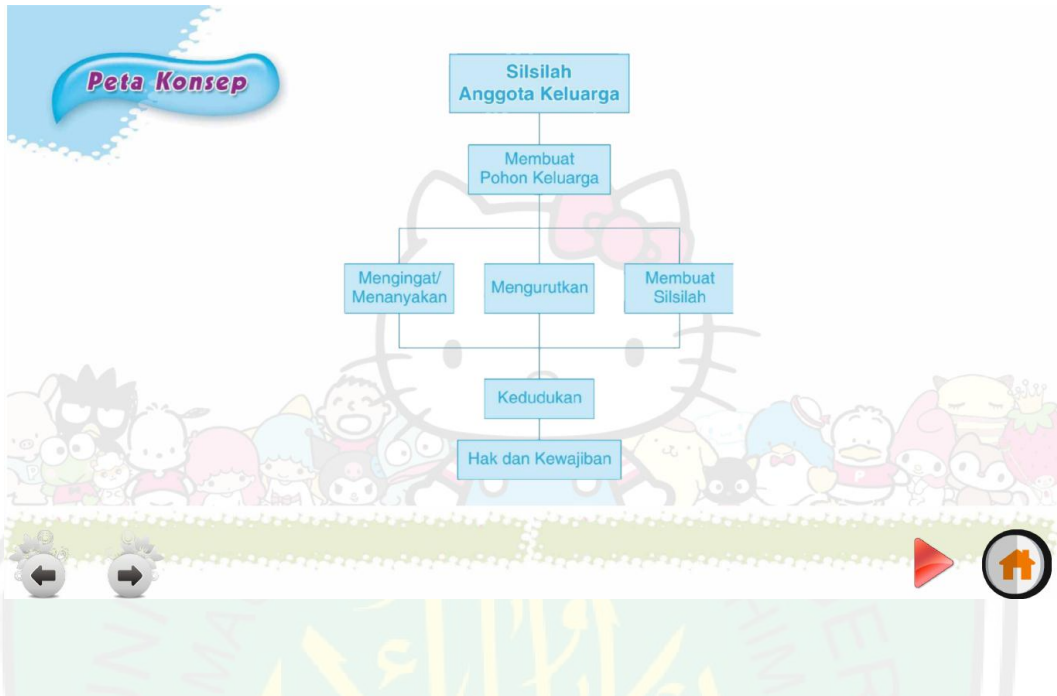 Peta Konsep
Silsilah
Anggota Keluarga
Membuat
Pohon Keluarga
Mengingat/
Menanyakan
Mengurutkan
Membuat
Silsilah
Kedudukan
Hak dan Kewajiban